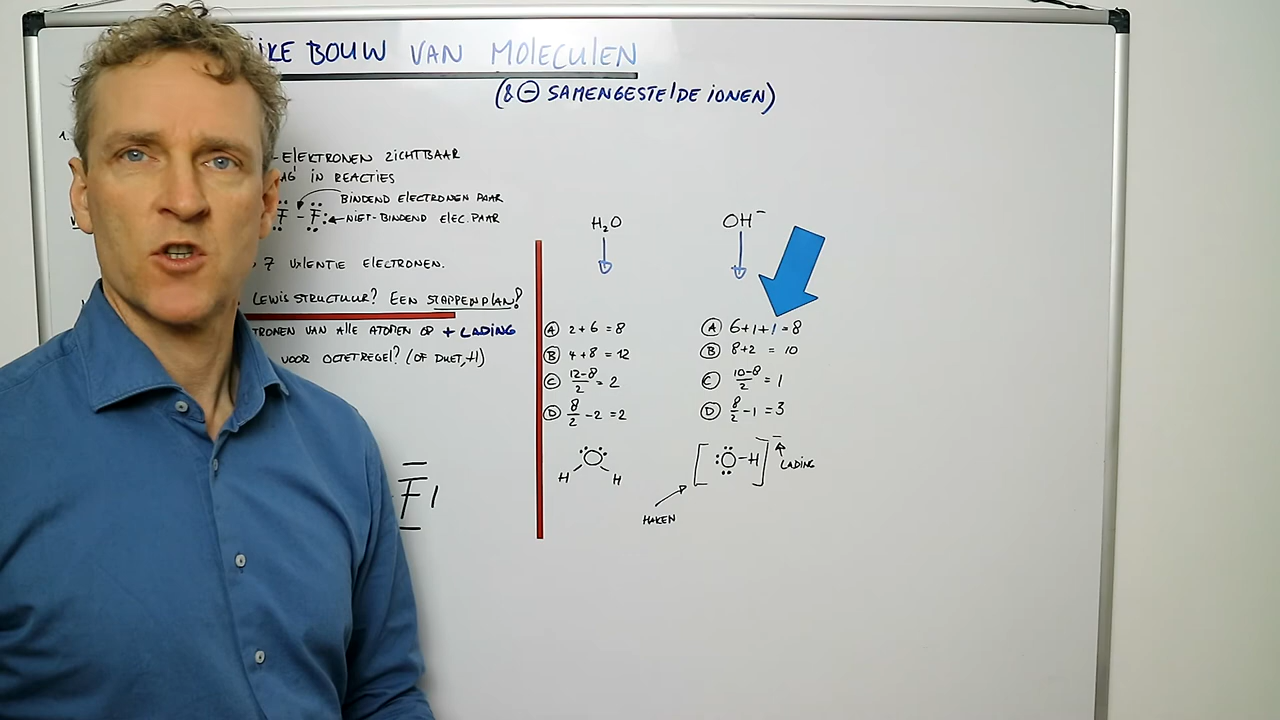 BOUW VAN MOLECULEN
(& ⊖ SAMENGESTELDE IONEN)
1.
-ELEKTRONEN ZICHTBAAR
IN REACTIES
BINDEND ELECTRONEN PAAR
F - F
NIET-BINDEND ELEC. PAAR
7 VALENTIE ELECTRONEN.
LEWIS STRUCTUUR? EEN STAPPENPLAN!
TRONEN VAN ALLE ATOMEN OP + LADING
VOOR OCTETREGEL? (OF DUET, H)
F
H₂O
Ⓐ 2+6 = 8
Ⓑ 4+8 = 12
Ⓒ 12-8/2 = 2
Ⓓ 8/2 -2 = 2
O
H H
OH⁻
Ⓐ 6+1+1=8
Ⓑ 8+2 = 10
Ⓒ 10-8/2 = 1
Ⓓ 8/2 -1 = 3
[O-H]⁻
LADING
HAKEN